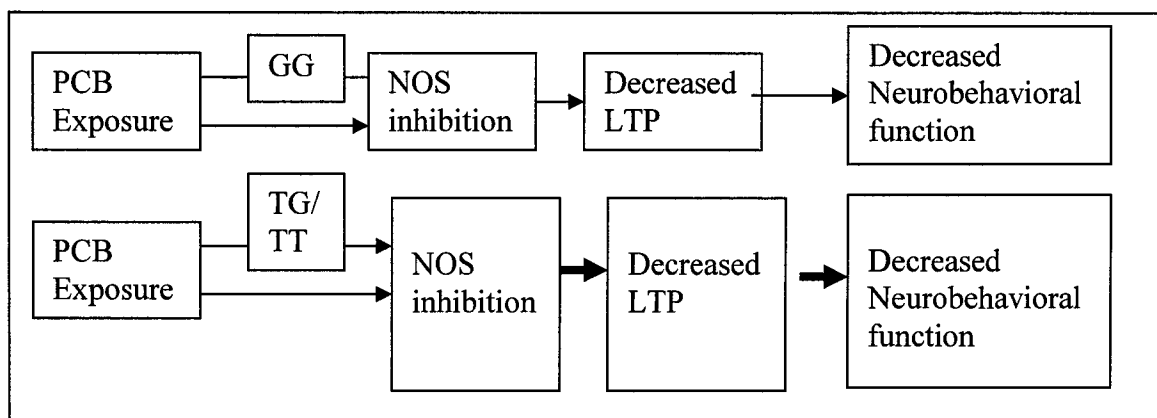 PCB
Exposure
GG
NOS
inhibition
Decreased
LTP
Decreased
Neurobehavioral
function
PCB
Exposure
TG/
TT
NOS
inhibition
Decreased
LTP
Decreased
Neurobehavioral
function